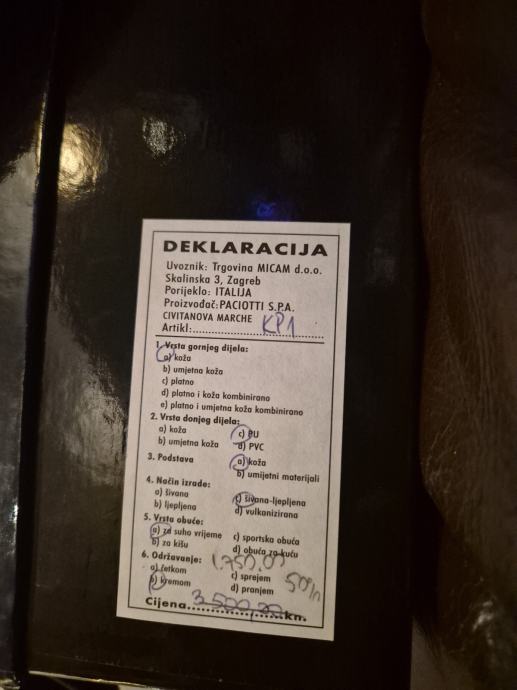 DEKLARACIJA
Uvoznik: Trgovina MICAM d.o.o.
Skalinska 3, Zagreb
Porijeklo: ITALIJA
Proizvođač: PACIOTTI S.P.A.
CIVITANOVA MARCHE
Artikl:..............KP1
1. Vrsta gornjeg dijela:
a) koža
b) umjetna koža
c) platno
d) platno i koža kombinirano
e) platno i umjetna koža kombinirano
2. Vrsta donjeg dijela:
a) koža c) PU
b) umjetna koža d) PVC
3. Podstava a) koža
b) umijetni materijali
4. Način izrade:
a) šivana c) šivana-ljepljena
b) ljepljena d) vulkanizirana
5. Vrsta obuće:
a) za suho vrijeme c) sportska obuća
b) za kišu d) obuća za kuću
6. Održavanje: 1.750,00
a) četkom c) sprejem 50%
b) kremom d) pranjem
Cijena 3.500,00 kn.